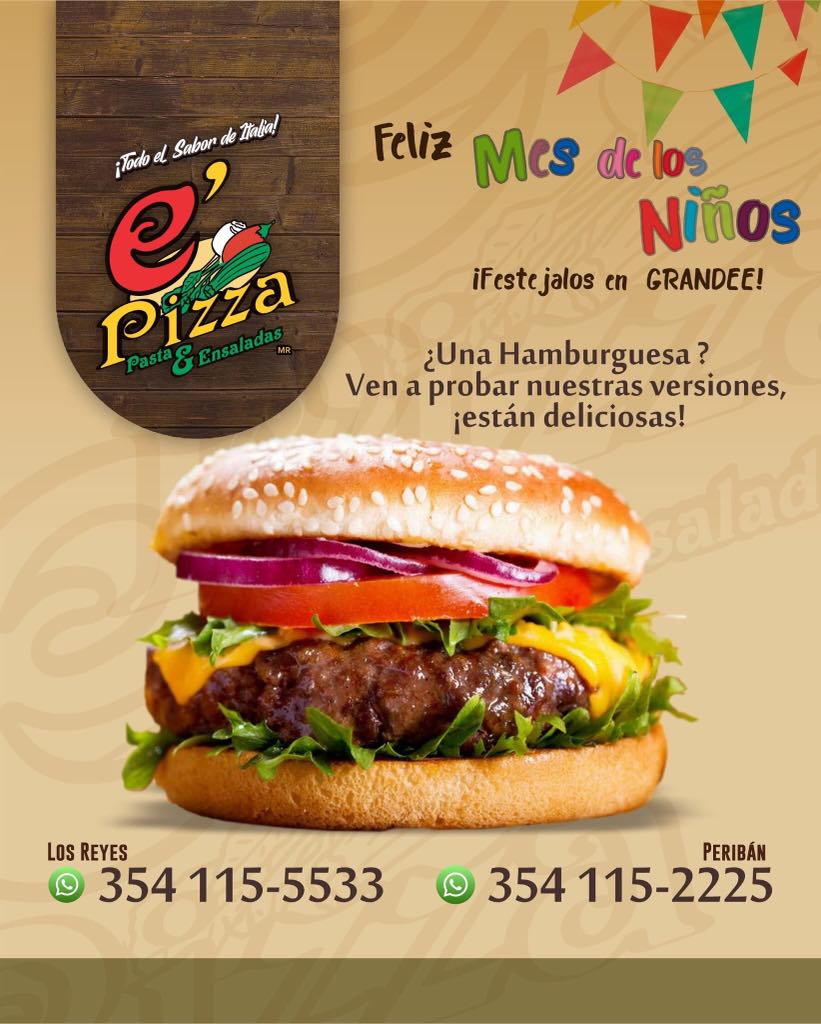 ¡Todo el Sabor de Italia!
e'
Pizza
Pasta & Ensaladas
MR
Feliz Mes de los
Niños
¡Festejalos en GRANDEE!
¿Una Hamburguesa ?
Ven a probar nuestras versiones,
¡están deliciosas!
salad
LOS REYES
354 115-5533
PERIBÁN
354 115-2225